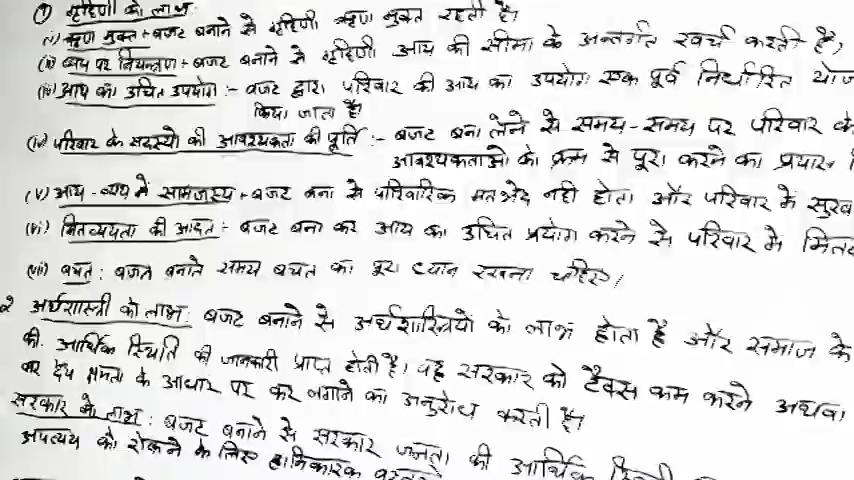 ① गृहिणी को लाभ:
(i) ऋण मुक्त :- बजट बनाने से गृहिणी ऋण मुक्त रहती है।
(ii) व्यय पर नियन्त्रण :- बजट बनाने से गृहिणी आय की सीमा के अन्तर्गत खर्च करती है,
(iii) आय का उचित उपयोग :- बजट द्वारा परिवार की आय का उपयोग एक पूर्व निर्धारित
किया जाता है।
(iv) परिवार के सदस्यो की आवश्यकता की पूर्ति :- बजट बना लेने से समय-समय पर परिवार के
आवश्यकताओ को क्रम से पूरा करने का प्रयास
(v) आय-व्यय मे सामजस्य :- बजट बना से पारिवारिक मतभेद नही होता और परिवार मे सुख
(vi) मितव्ययता की आदत :- बजट बना कर आय का उचित प्रयोग करने से परिवार मे
(vii) बचत : बजत बनाते समय बचत का पूरा ध्यान रखना चाहिए।
2 अर्थशास्त्री को लाभ : बजट बनाने से अर्थशास्त्रियो को लाभ होता है और समाज के
की आर्थिक स्थिति की जानकारी प्राप्त होती है। वह सरकार को टैक्स कम करने अथवा
कर देय क्षमता के आधार पर कर लगाने का अनुरोध करती है।
सरकार को लाभ : बजट बनाने से सरकार जनता की आर्थिक
अपव्यय को रोकने के लिए हानिकारक